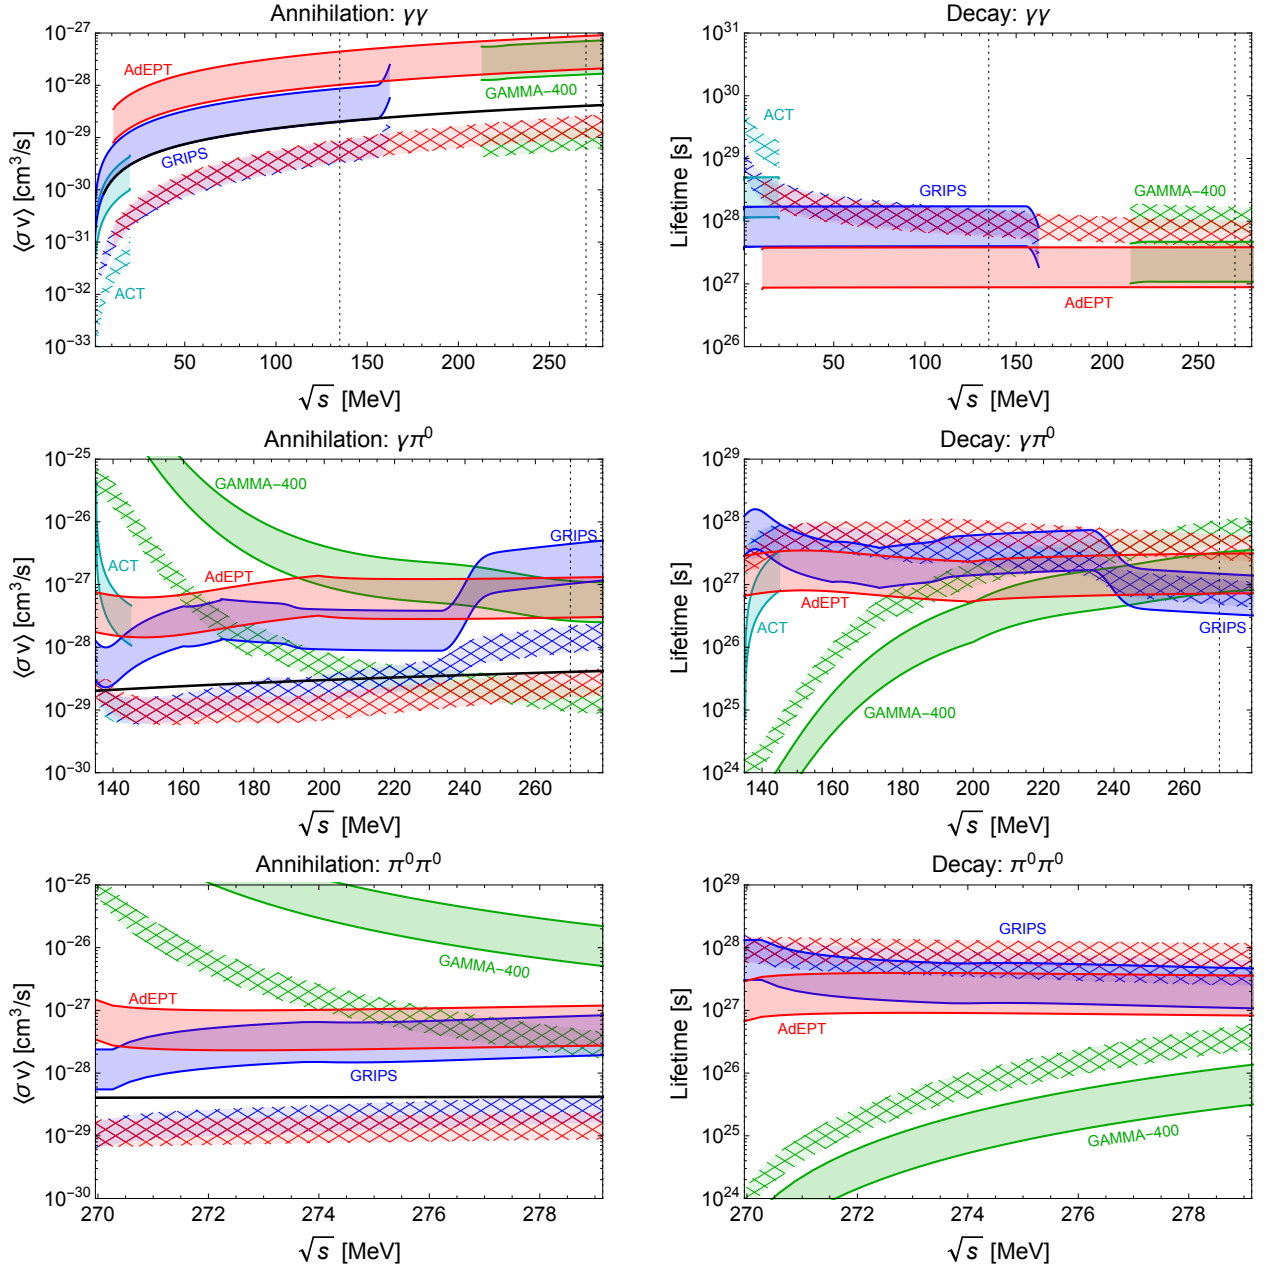 Annihilation: γγ
10⁻²⁷
10⁻²⁸
10⁻²⁹
10⁻³⁰
10⁻³¹
10⁻³²
10⁻³³
⟨σv⟩ [cm³/s]
AdEPT
GAMMA−400
GRIPS
ACT
50 100 150 200 250
√s [MeV]
Decay: γγ
10³¹
10³⁰
10²⁹
10²⁸
10²⁷
10²⁶
Lifetime [s]
ACT
GRIPS
GAMMA−400
AdEPT
50 100 150 200 250
√s [MeV]
Annihilation: γπ⁰
10⁻²⁵
10⁻²⁶
10⁻²⁷
10⁻²⁸
10⁻²⁹
10⁻³⁰
⟨σv⟩ [cm³/s]
GAMMA−400
GRIPS
ACT
AdEPT
140 160 180 200 220 240 260
√s [MeV]
Decay: γπ⁰
10²⁹
10²⁸
10²⁷
10²⁶
10²⁵
10²⁴
Lifetime [s]
AdEPT
ACT
GRIPS
GAMMA−400
140 160 180 200 220 240 260
√s [MeV]
Annihilation: π⁰π⁰
10⁻²⁵
10⁻²⁶
10⁻²⁷
10⁻²⁸
10⁻²⁹
10⁻³⁰
⟨σv⟩ [cm³/s]
GAMMA−400
AdEPT
GRIPS
270 272 274 276 278
√s [MeV]
Decay: π⁰π⁰
10²⁹
10²⁸
10²⁷
10²⁶
10²⁵
10²⁴
Lifetime [s]
GRIPS
AdEPT
GAMMA−400
270 272 274 276 278
√s [MeV]